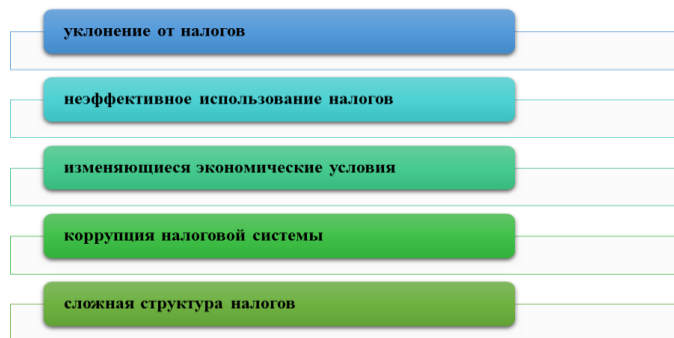 уклонение от налогов
неэффективное использование налогов
изменяющиеся экономические условия
коррупция налоговой системы
сложная структура налогов